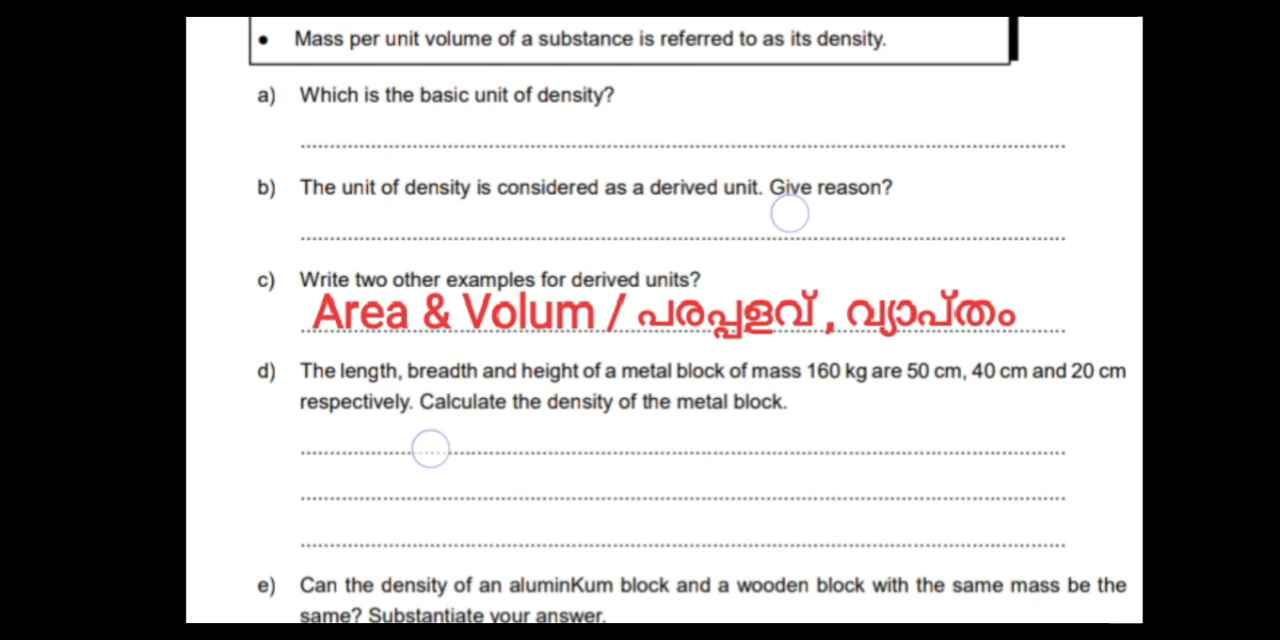 • Mass per unit volume of a substance is referred to as its density.
a) Which is the basic unit of density?
b) The unit of density is considered as a derived unit. Give reason?
c) Write two other examples for derived units?
Area & Volum / പരപ്പളവ് , വ്യാപ്തം
d) The length, breadth and height of a metal block of mass 160 kg are 50 cm, 40 cm and 20 cm
respectively. Calculate the density of the metal block.
e) Can the density of an aluminKum block and a wooden block with the same mass be the
same? Substantiate your answer.